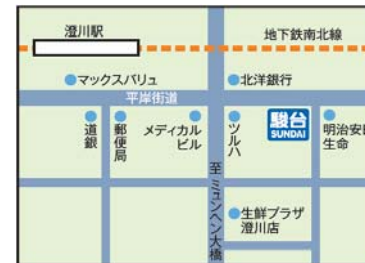 澄川駅
地下鉄南北線
マックスバリュ
北洋銀行
平岸街道
道銀
郵便局
メディカル
ビル
ツルハ
駿台
SUNDAI
明治安田
生命
至ミュンヘン大橋
生鮮プラザ
澄川店